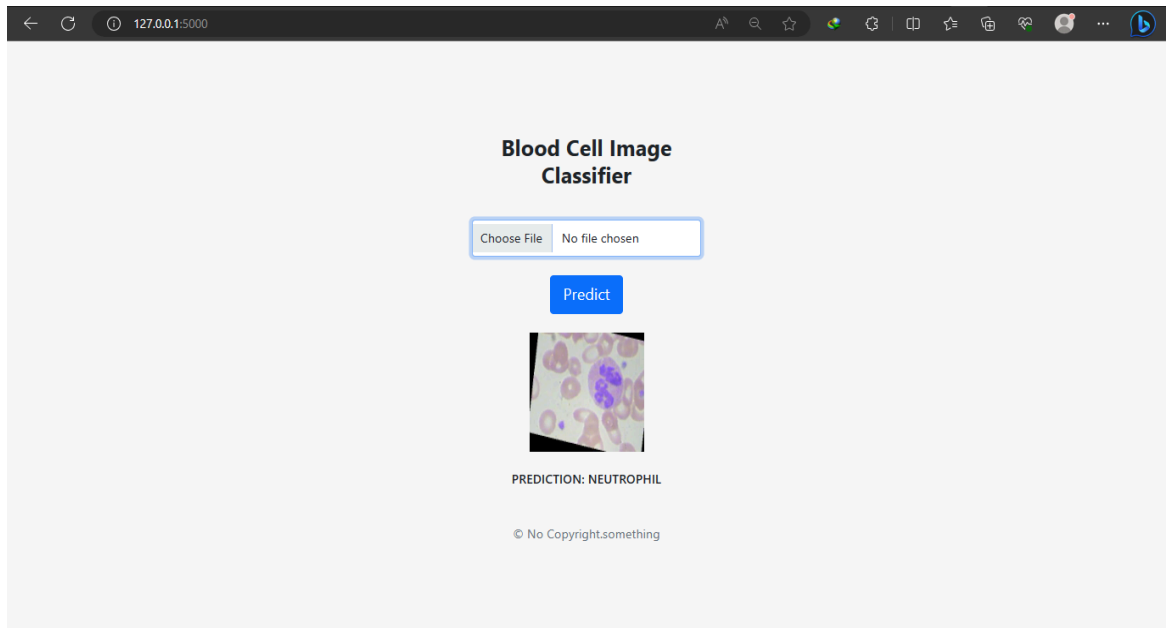 127.0.0.1:5000
Blood Cell Image
Classifier
Choose File No file chosen
Predict
PREDICTION: NEUTROPHIL
© No Copyright.something